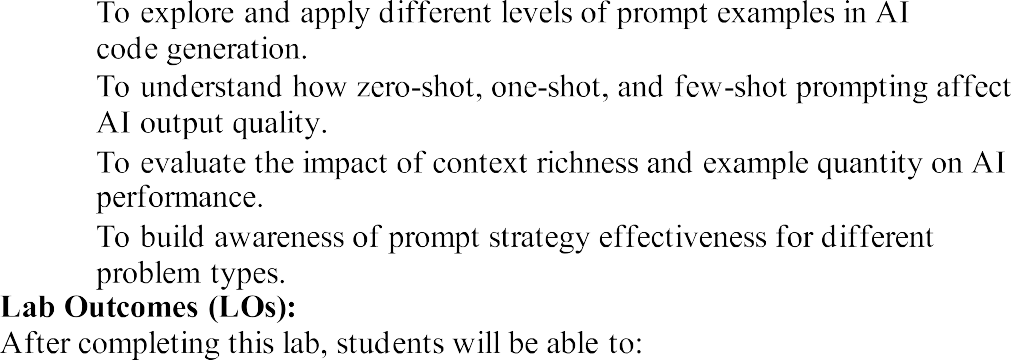 To explore and apply different levels of prompt examples in AI
code generation.
To understand how zero-shot, one-shot, and few-shot prompting affect
AI output quality.
To evaluate the impact of context richness and example quantity on AI
performance.
To build awareness of prompt strategy effectiveness for different
problem types.
Lab Outcomes (LOs):
After completing this lab, students will be able to: